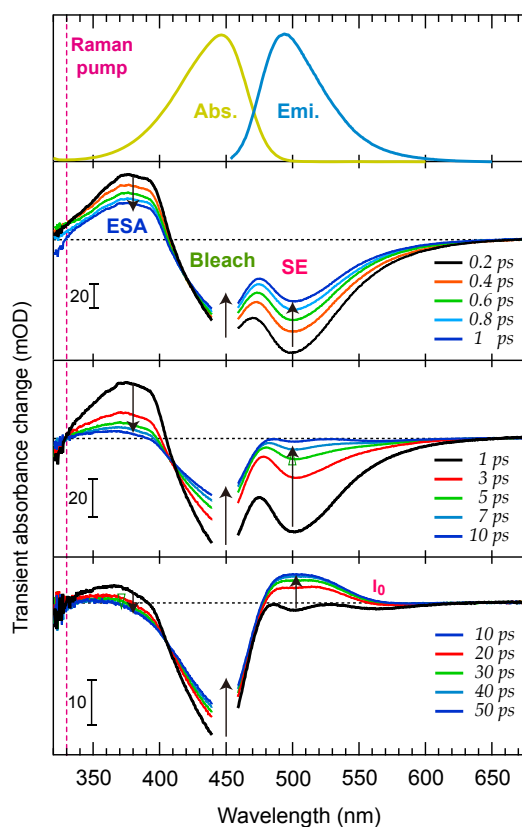 Raman
pump
Abs.
Emi.
ESA
Bleach
SE
20
0.2 ps
0.4 ps
0.6 ps
0.8 ps
1 ps
20
1 ps
3 ps
5 ps
7 ps
10 ps
I0
10
10 ps
20 ps
30 ps
40 ps
50 ps
Transient absorbance change (mOD)
350 400 450 500 550 600 650
Wavelength (nm)